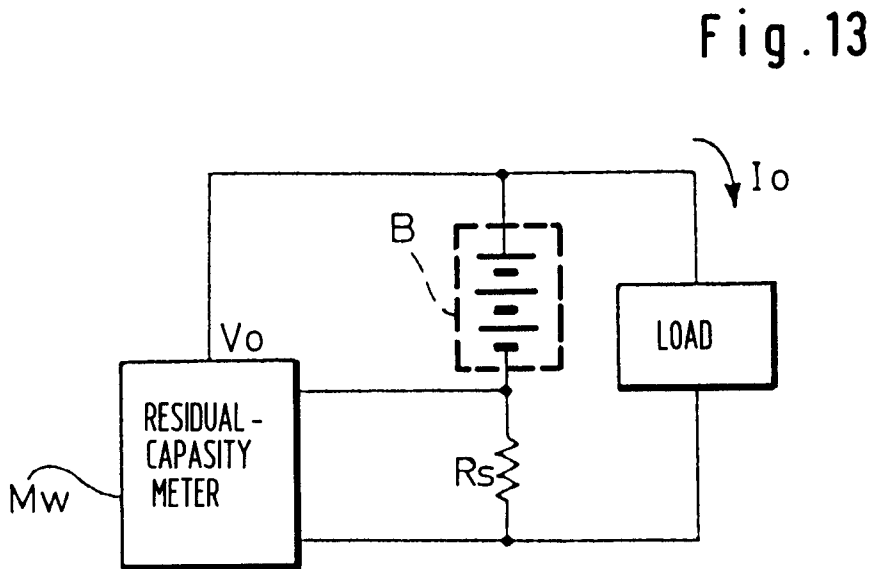 Fig.13
Io
B
LOAD
Vo
RESIDUAL-
CAPASITY
METER
Rs
Mw